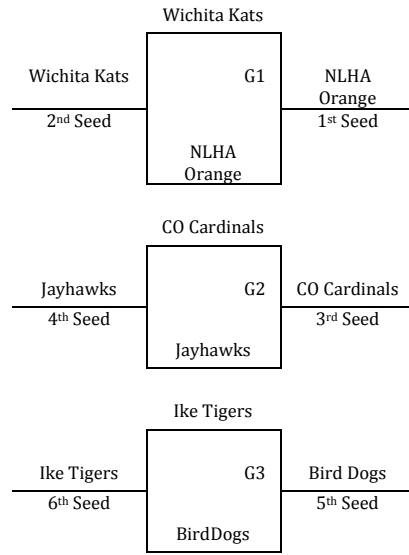 Wichita Kats
Wichita Kats
G1
NLHA
Orange
2nd Seed
1st Seed
NLHA
Orange
CO Cardinals
Jayhawks
G2
CO Cardinals
4th Seed
3rd Seed
Jayhawks
Ike Tigers
Ike Tigers
G3
Bird Dogs
6th Seed
5th Seed
BirdDogs